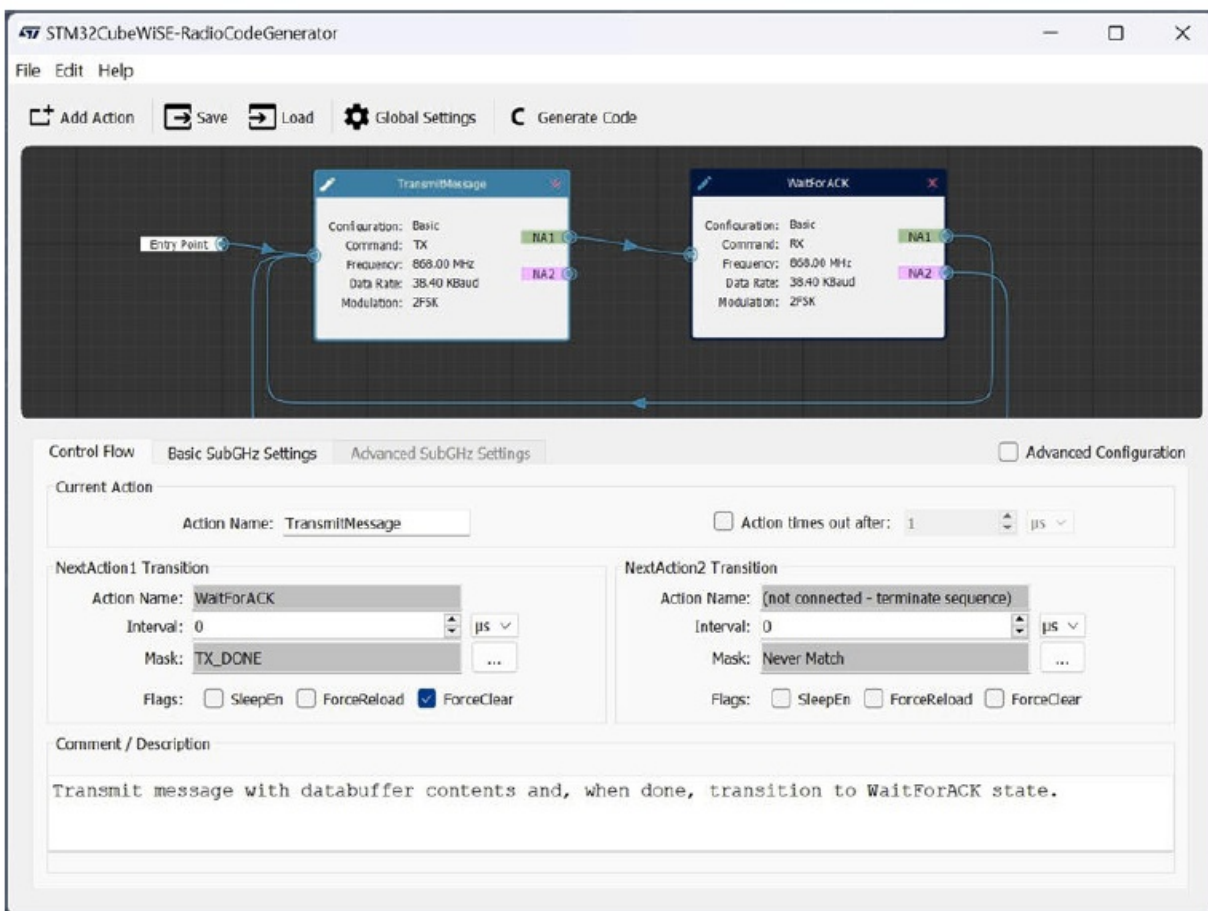 STM32CubeWiSE-RadioCodeGenerator
File Edit Help
Add Action Save Load Global Settings C Generate Code
TransmitMessage
Configuration: Basic
Command: TX
Frequency: 868.00 MHz
Data Rate: 38.40 KBaud
Modulation: 2FSK
NA1
NA2
Entry Point
WaitForACK
Configuration: Basic
Command: RX
Frequency: 868.00 MHz
Data Rate: 38.40 KBaud
Modulation: 2FSK
NA1
NA2
Control Flow Basic SubGHz Settings Advanced SubGHz Settings Advanced Configuration
Current Action
Action Name: TransmitMessage Action times out after: 1 µs
NextAction1 Transition
Action Name: WaitForACK
Interval: 0 µs
Mask: TX_DONE ...
Flags: SleepEn ForceReload ForceClear
NextAction2 Transition
Action Name: (not connected - terminate sequence)
Interval: 0 µs
Mask: Never Match ...
Flags: SleepEn ForceReload ForceClear
Comment / Description
Transmit message with databuffer contents and, when done, transition to WaitForACK state.